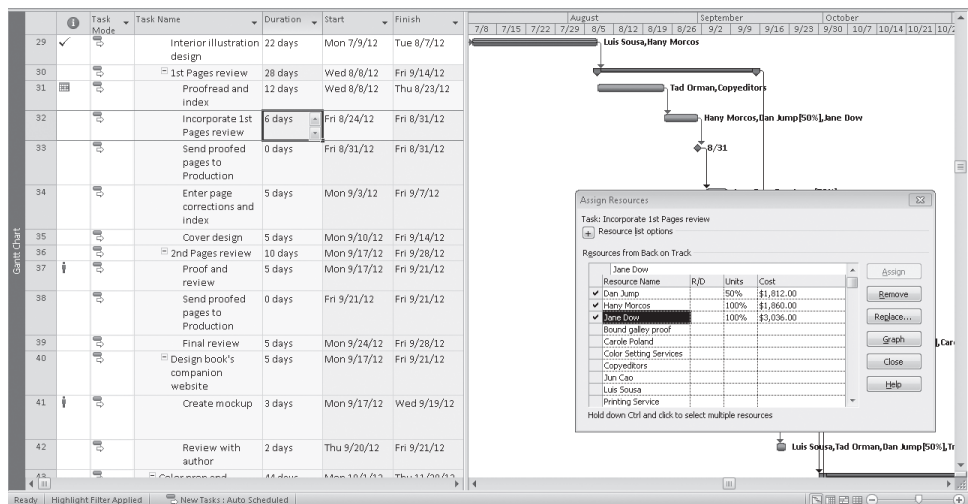 Task Mode Task Name Duration Start Finish
August September October
7/8 7/15 7/22 7/29 8/5 8/12 8/19 8/26 9/2 9/9 9/16 9/23 9/30 10/7 10/14 10/21
29 Interior illustration design 22 days Mon 7/9/12 Tue 8/7/12
Luis Sousa,Hany Morcos
30 1st Pages review 28 days Wed 8/8/12 Fri 9/14/12
31 Proofread and index 12 days Wed 8/8/12 Thu 8/23/12
Tad Orman,Copyeditors
32 Incorporate 1st Pages review 6 days Fri 8/24/12 Fri 8/31/12
Hany Morcos,Dan Jump[50%],Jane Dow
33 Send proofed pages to Production 0 days Fri 8/31/12 Fri 8/31/12
8/31
34 Enter page corrections and index 5 days Mon 9/3/12 Fri 9/7/12
35 Cover design 5 days Mon 9/10/12 Fri 9/14/12
36 2nd Pages review 10 days Mon 9/17/12 Fri 9/28/12
37 Proof and review 5 days Mon 9/17/12 Fri 9/21/12
38 Send proofed pages to Production 0 days Fri 9/21/12 Fri 9/21/12
39 Final review 5 days Mon 9/24/12 Fri 9/28/12
40 Design book's companion website 5 days Mon 9/17/12 Fri 9/21/12
41 Create mockup 3 days Mon 9/17/12 Wed 9/19/12
42 Review with author 2 days Thu 9/20/12 Fri 9/21/12
Luis Sousa,Tad Orman,Dan Jump[50%],
Gantt Chart
Assign Resources
Task: Incorporate 1st Pages review
+ Resource list options
Resources from Back on Track
Jane Dow
Resource Name R/D Units Cost
Dan Jump 50% $1,812.00
Hany Morcos 100% $1,860.00
Jane Dow 100% $3,036.00
Bound galley proof
Carole Poland
Color Setting Services
Copyeditors
Jun Cao
Luis Sousa
Printing Service
Assign
Remove
Replace...
Graph
Close
Help
Hold down Ctrl and click to select multiple resources
Ready Highlight Filter Applied New Tasks : Auto Scheduled